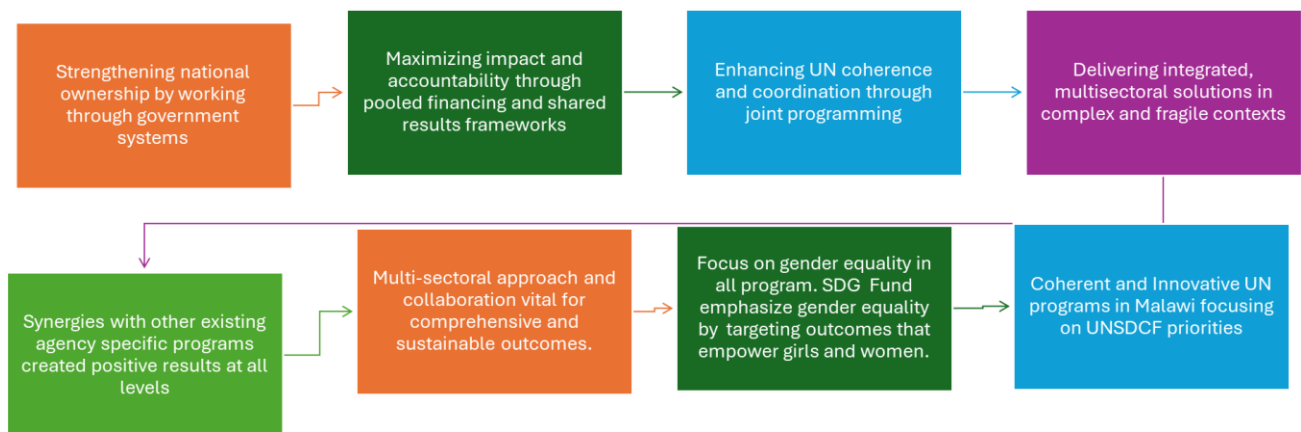 Strengthening national
ownership by working
through government
systems
Maximizing impact and
accountability through
pooled financing and shared
results frameworks
Enhancing UN coherence
and coordination through
joint programming
Delivering integrated,
multisectoral solutions in
complex and fragile contexts
Synergies with other existing
agency specific programs
created positive results at all
levels
Multi-sectoral approach and
collaboration vital for
comprehensive and
sustainable outcomes.
Focus on gender equality in
all program. SDG Fund
emphasize gender equality
by targeting outcomes that
empower girls and women.
Coherent and Innovative UN
programs in Malawi focusing
on UNSDCF priorities